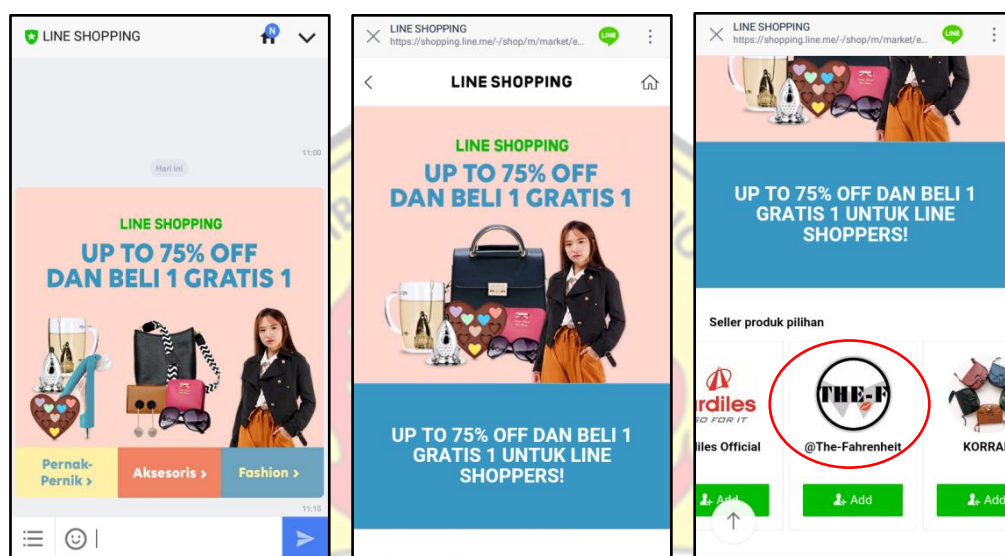 LINE SHOPPING
N
11:00
Hari Ini
LINE SHOPPING
UP TO 75% OFF
DAN BELI 1 GRATIS 1
Pernak-
Pernik >
Aksesoris >
Fashion >
11:15
LINE SHOPPING
https://shopping.line.me/-/shop/m/market/e...
LINE
LINE SHOPPING
LINE SHOPPING
UP TO 75% OFF
DAN BELI 1 GRATIS 1
UP TO 75% OFF DAN BELI 1
GRATIS 1 UNTUK LINE
SHOPPERS!
LINE SHOPPING
https://shopping.line.me/-/shop/m/market/e...
LINE
UP TO 75% OFF DAN BELI 1
GRATIS 1 UNTUK LINE
SHOPPERS!
Seller produk pilihan
rdiles
GO FOR IT
iles Official
Add
THE-F
@The-Fahrenheit
Add
KORRA
Add